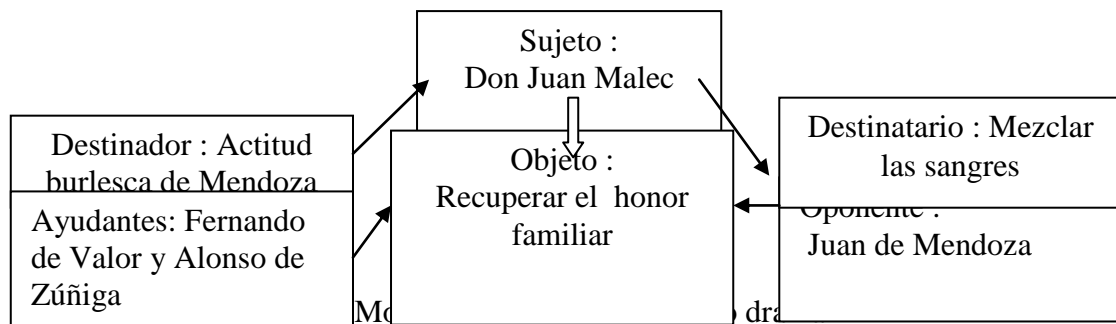 Sujeto :
Don Juan Malec
Destinador : Actitud
burlesca de Mendoza
Destinatario : Mezclar
las sangres
Objeto :
Recuperar el honor
familiar
Ayudantes: Fernando
de Valor y Alonso de
Zúñiga
Oponente :
Juan de Mendoza